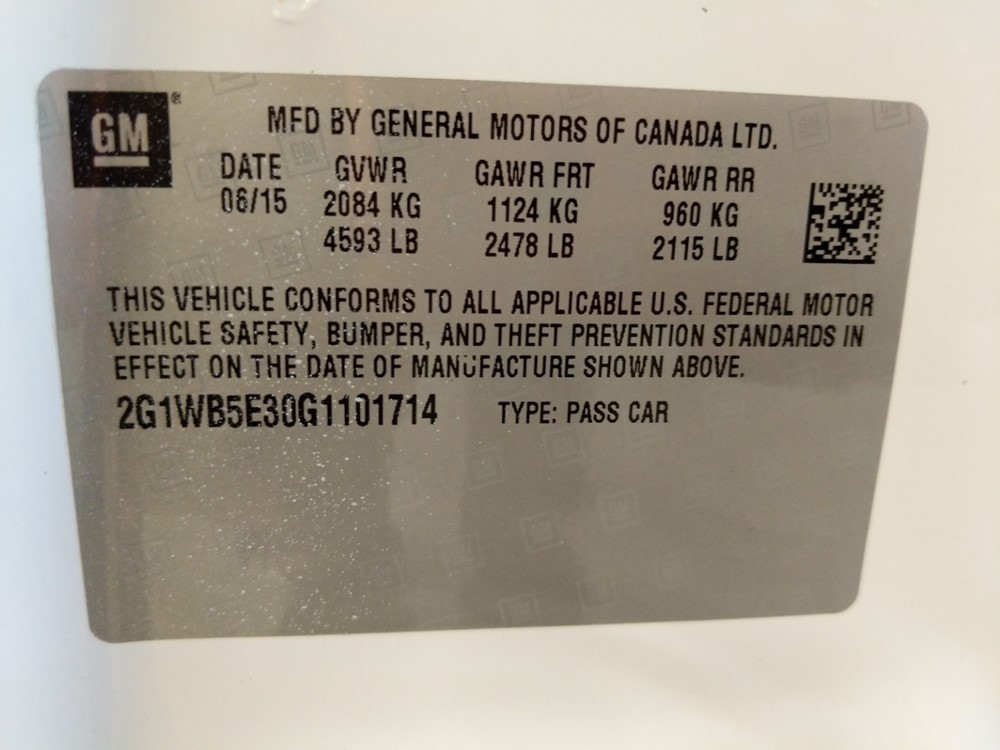 GM®
MFD BY GENERAL MOTORS OF CANADA LTD.
DATE GVWR GAWR FRT GAWR RR
06/15 2084 KG 1124 KG 960 KG
4593 LB 2478 LB 2115 LB
THIS VEHICLE CONFORMS TO ALL APPLICABLE U.S. FEDERAL MOTOR
VEHICLE SAFETY, BUMPER, AND THEFT PREVENTION STANDARDS IN
EFFECT ON THE DATE OF MANUFACTURE SHOWN ABOVE.
2G1WB5E30G1101714 TYPE: PASS CAR